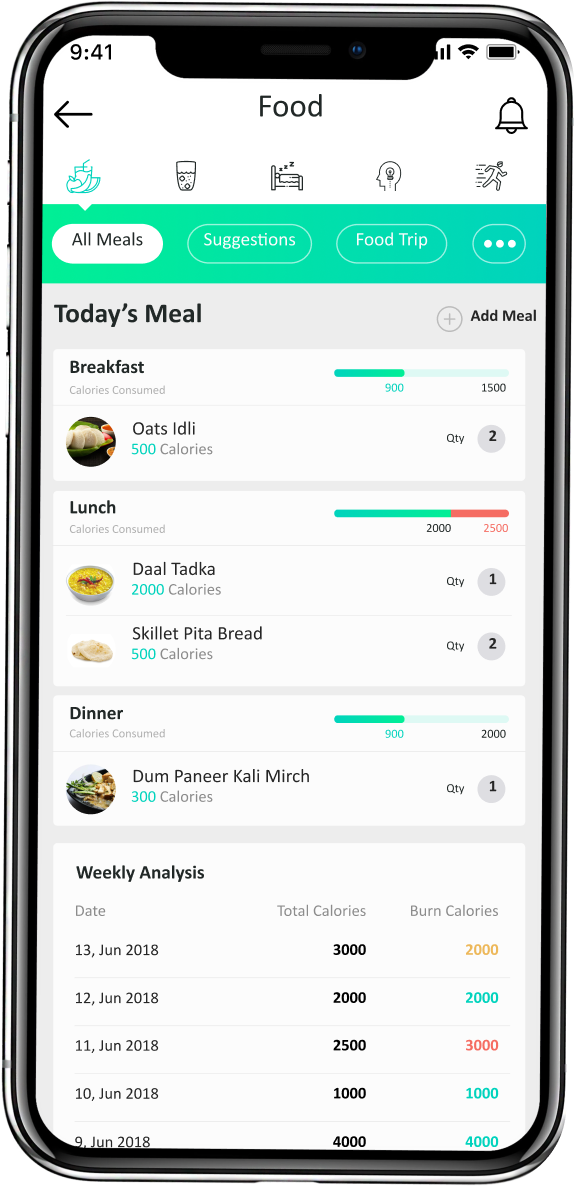 9:41
Food
All Meals
Suggestions
Food Trip
Today’s Meal
Add Meal
Breakfast
Calories Consumed
900
1500
Oats Idli
500 Calories
Qty
2
Lunch
Calories Consumed
2000
2500
Daal Tadka
2000 Calories
Qty
1
Skillet Pita Bread
500 Calories
Qty
2
Dinner
Calories Consumed
900
2000
Dum Paneer Kali Mirch
300 Calories
Qty
1
Weekly Analysis
Date Total Calories Burn Calories
13, Jun 2018 3000 2000
12, Jun 2018 2000 2000
11, Jun 2018 2500 3000
10, Jun 2018 1000 1000
9, Jun 2018 4000 4000